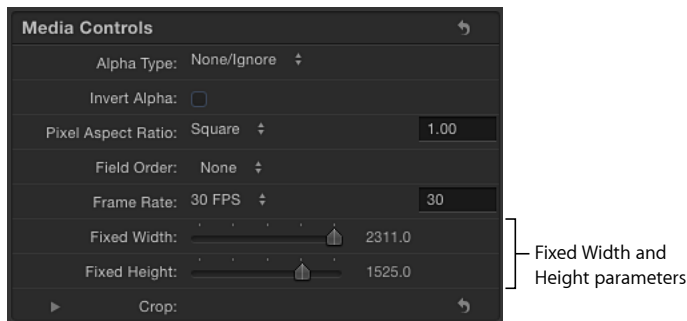 Media Controls
Alpha Type: None/Ignore
Invert Alpha:
Pixel Aspect Ratio: Square 1.00
Field Order: None
Frame Rate: 30 FPS 30
Fixed Width: 2311.0
Fixed Height: 1525.0
Crop:
Fixed Width and
Height parameters